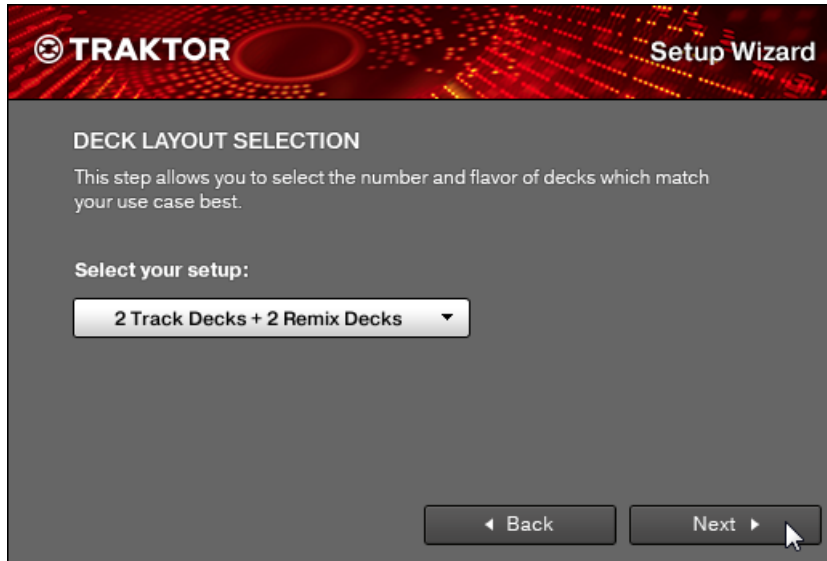 TRAKTOR
Setup Wizard
DECK LAYOUT SELECTION
This step allows you to select the number and flavor of decks which match
your use case best.
Select your setup:
2 Track Decks + 2 Remix Decks
Back
Next